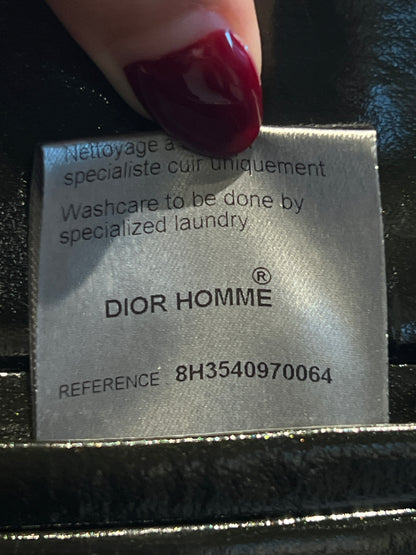 Nettoyage
specialiste cuir uniquement
Washcare to be done by
specialized laundry
DIOR HOMME®
REFERENCE 8H3540970064